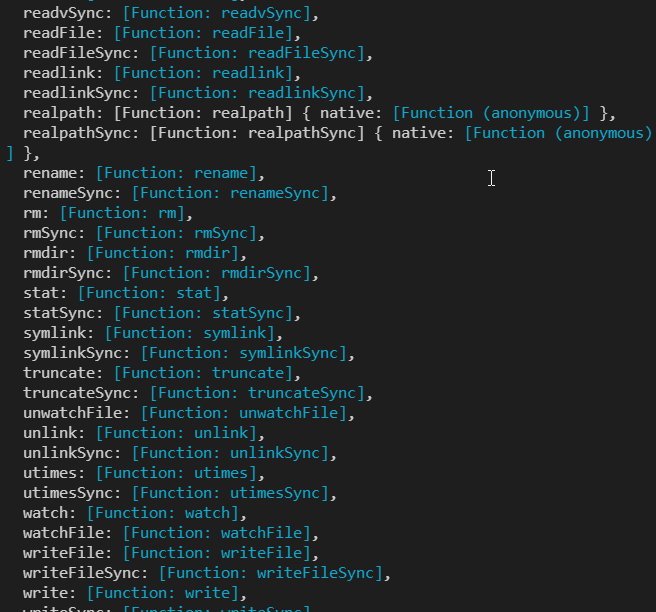 readvSync: [Function: readvSync],
readFile: [Function: readFile],
readFileSync: [Function: readFileSync],
readlink: [Function: readlink],
readlinkSync: [Function: readlinkSync],
realpath: [Function: realpath] { native: [Function (anonymous)] },
realpathSync: [Function: realpathSync] { native: [Function (anonymous)
] },
rename: [Function: rename],
renameSync: [Function: renameSync],
rm: [Function: rm],
rmSync: [Function: rmSync],
rmdir: [Function: rmdir],
rmdirSync: [Function: rmdirSync],
stat: [Function: stat],
statSync: [Function: statSync],
symlink: [Function: symlink],
symlinkSync: [Function: symlinkSync],
truncate: [Function: truncate],
truncateSync: [Function: truncateSync],
unwatchFile: [Function: unwatchFile],
unlink: [Function: unlink],
unlinkSync: [Function: unlinkSync],
utimes: [Function: utimes],
utimesSync: [Function: utimesSync],
watch: [Function: watch],
watchFile: [Function: watchFile],
writeFile: [Function: writeFile],
writeFileSync: [Function: writeFileSync],
write: [Function: write],
writeSync: [Function: writeSync],